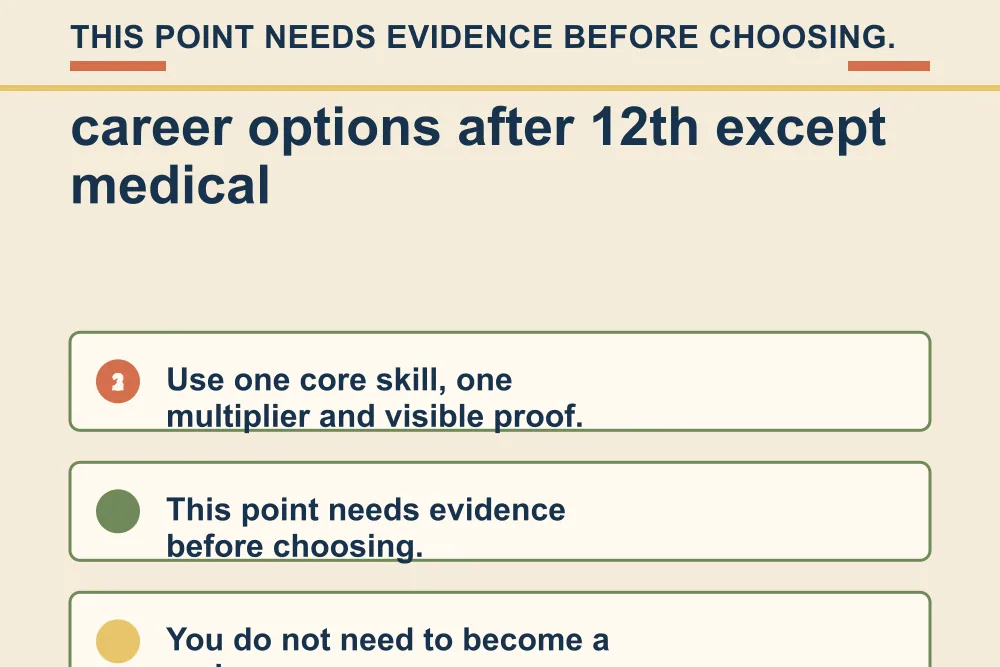 THIS POINT NEEDS EVIDENCE BEFORE CHOOSING.
career options after 12th except
medical
Use one core skill, one
multiplier and visible proof.
This point needs evidence
before choosing.
You do not need to become a